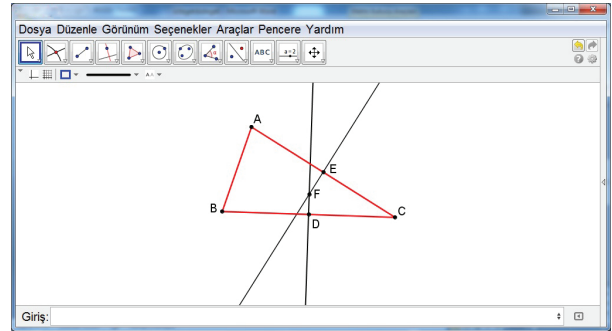 Dosya Düzenle Görünüm Seçenekler Araçlar Pencere Yardım
ABC
a=2
A
E
F
B
D
C
Giriş: